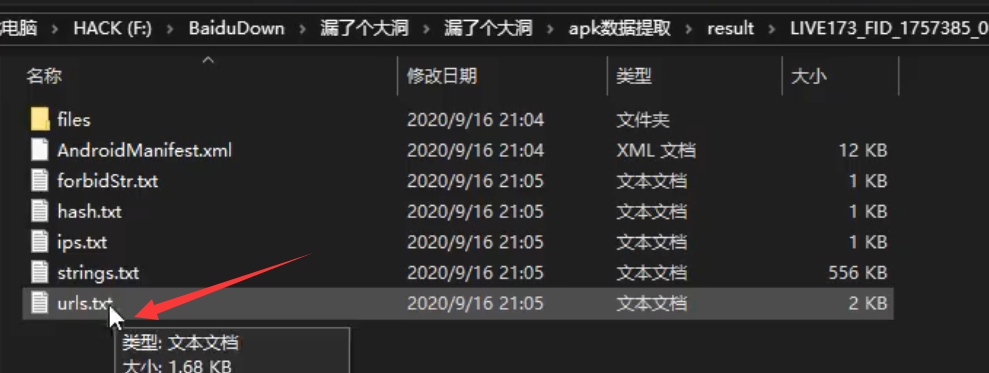 电脑 › HACK (F:) › BaiduDown › 漏了个大洞 › 漏了个大洞 › apk数据提取 › result › LIVE173_FID_1757385_0
名称 修改日期 类型 大小
files 2020/9/16 21:04 文件夹
AndroidManifest.xml 2020/9/16 21:04 XML 文档 12 KB
forbidStr.txt 2020/9/16 21:05 文本文档 1 KB
hash.txt 2020/9/16 21:05 文本文档 1 KB
ips.txt 2020/9/16 21:05 文本文档 1 KB
strings.txt 2020/9/16 21:05 文本文档 556 KB
urls.txt 2020/9/16 21:05 文本文档 2 KB
类型: 文本文档
大小: 1.68 KB